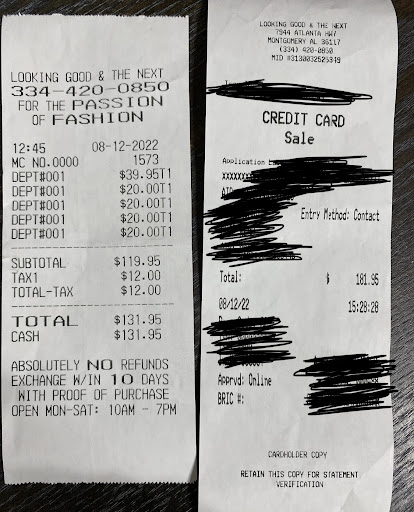 LOOKING GOOD & THE NEXT
334-420-0850
FOR THE PASSION
OF FASHION
12:45 08-12-2022
MC NO.0000 1573
DEPT#001 $39.95T1
DEPT#001 $20.00T1
DEPT#001 $20.00T1
DEPT#001 $20.00T1
DEPT#001 $20.00T1
SUBTOTAL $119.95
TAX1 $12.00
TOTAL-TAX $12.00
TOTAL $131.95
CASH $131.95
ABSOLUTELY NO REFUNDS
EXCHANGE W/IN 10 DAYS
WITH PROOF OF PURCHASE
OPEN MON-SAT: 10AM - 7PM
LOOKING GOOD & THE NEXT
7944 ATLANTA HWY
MONTGOMERY AL 36117
(334) 420-0850
MID #3130032525349
CREDIT CARD
Sale
Application
Entry Method: Contact
Total: $ 181.95
08/12/22 15:28:28
Apprvd: Online
BRIC #:
CARDHOLDER COPY
RETAIN THIS COPY FOR STATEMENT
VERIFICATION